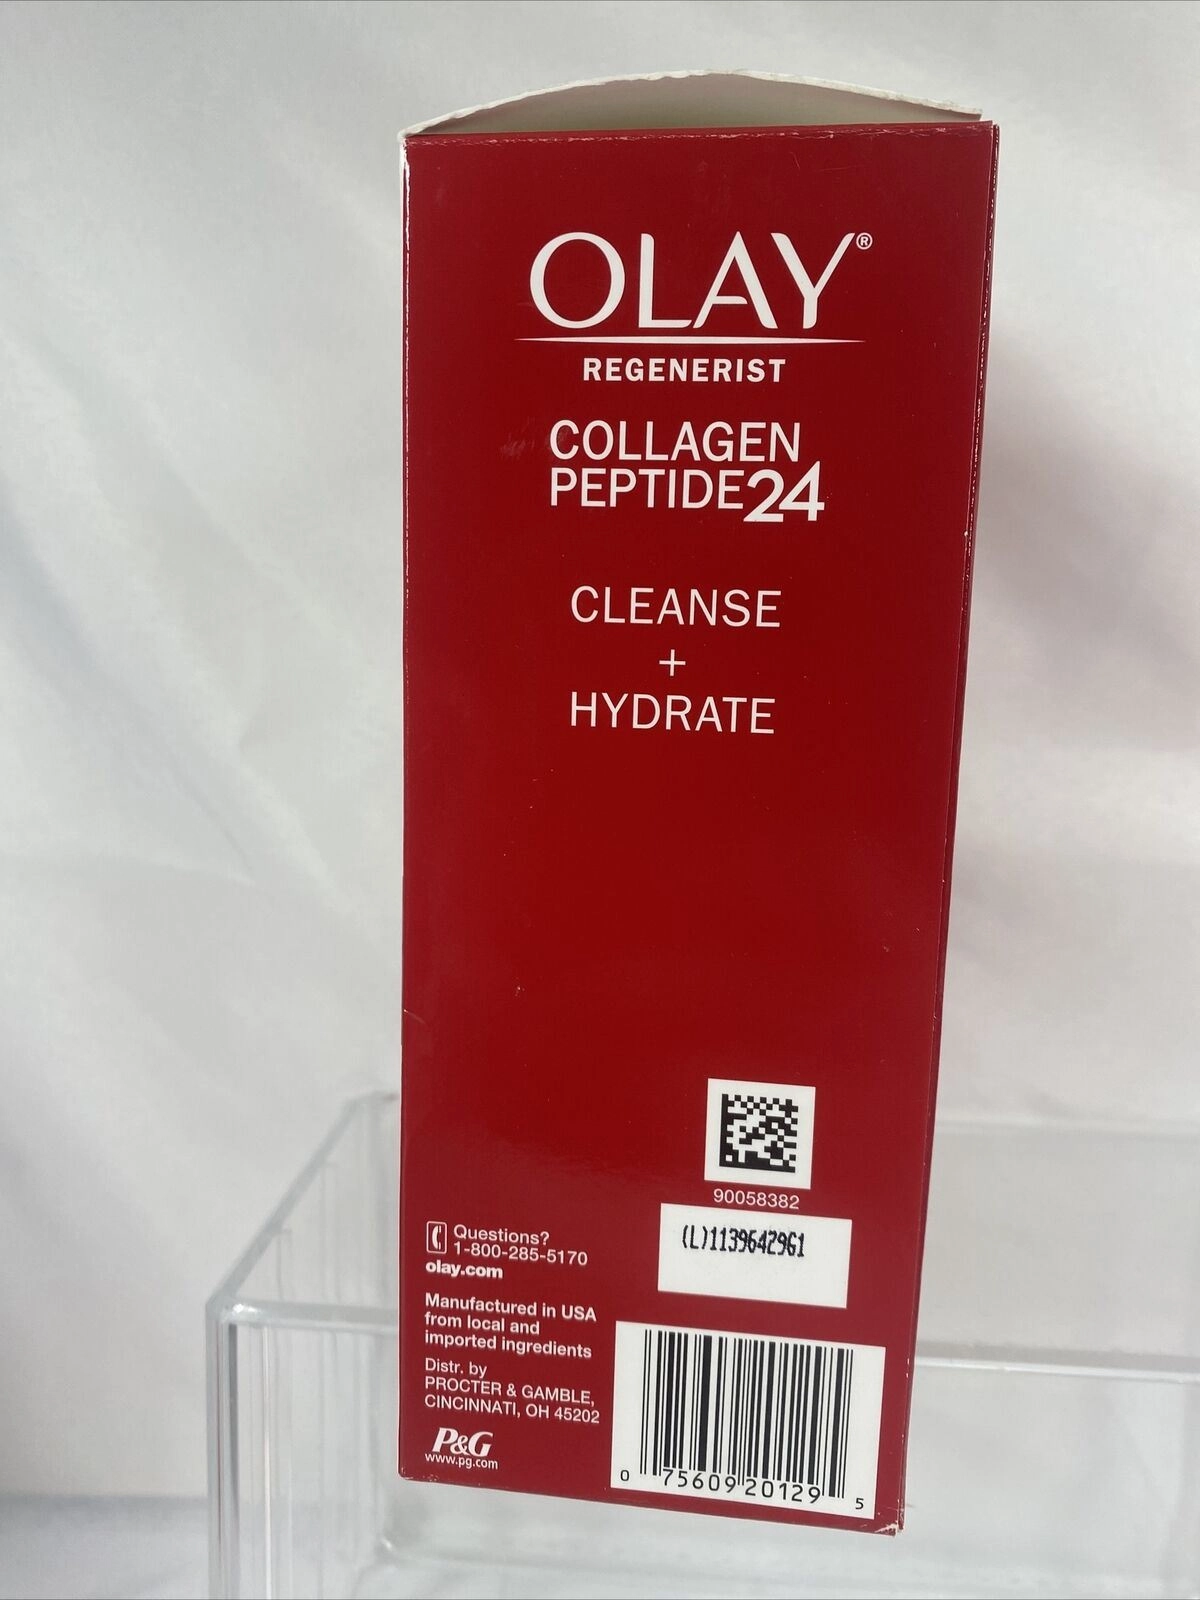 OLAY®
REGENERIST
COLLAGEN
PEPTIDE24
CLEANSE
+
HYDRATE
90058382
(L)1139642961
Questions?
1-800-285-5170
olay.com
Manufactured in USA
from local and
imported ingredients
Distr. by
PROCTER & GAMBLE,
CINCINNATI, OH 45202
P&G
www.pg.com
0 75609 20129 5